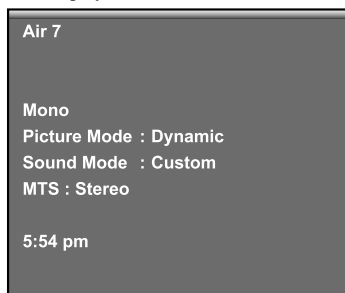 Air 7
Mono
Picture Mode : Dynamic
Sound Mode : Custom
MTS : Stereo
5:54 pm